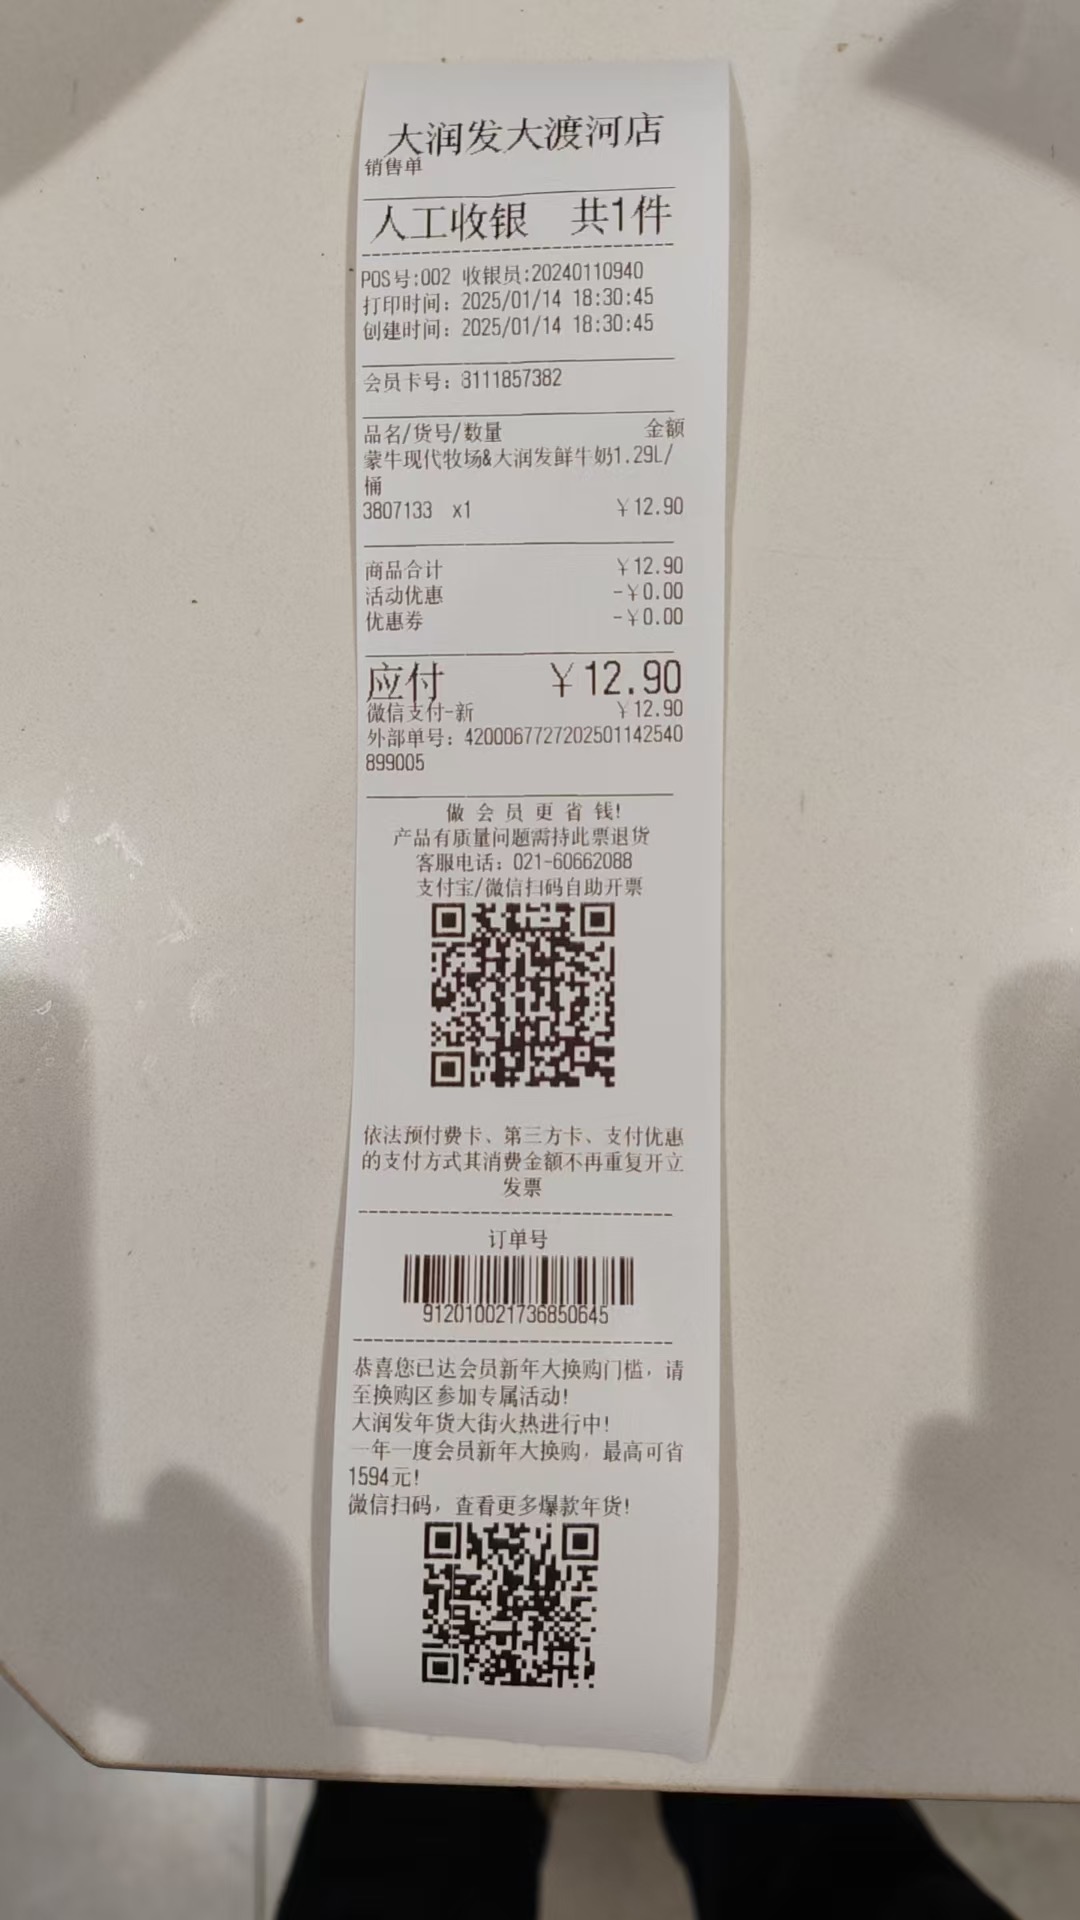 大润发大渡河店
销售单
人工收银 共1件
POS号:002 收银员:20240110940
打印时间: 2025/01/14 18:30:45
创建时间: 2025/01/14 18:30:45
会员卡号: 8111857382
品名/货号/数量 金额
蒙牛现代牧场&大润发鲜牛奶1.29L/
桶
3807133 x1 ￥12.90
商品合计 ￥12.90
活动优惠 -￥0.00
优惠券 -￥0.00
应付 ￥12.90
微信支付-新 ￥12.90
外部单号: 4200067727202501142540
899005
做会员更省钱!
产品有质量问题需持此票退货
客服电话: 021-60662088
支付宝/微信扫码自助开票
依法预付费卡、第三方卡、支付优惠
的支付方式其消费金额不再重复开立
发票
订单号
912010021736850645
恭喜您已达会员新年大换购门槛，请
至换购区参加专属活动!
大润发年货大街火热进行中!
一年一度会员新年大换购，最高可省
1594元!
微信扫码，查看更多爆款年货!